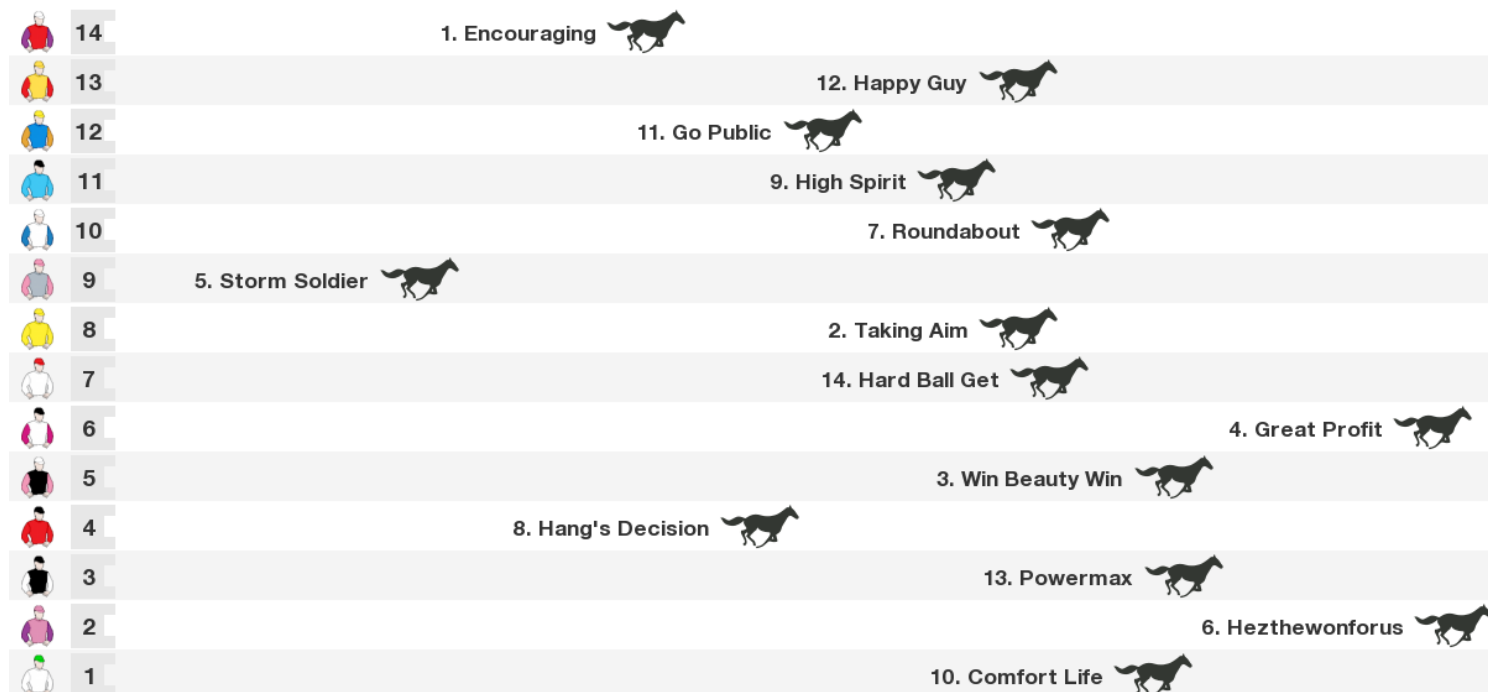 14 1. Encouraging
13 12. Happy Guy
12 11. Go Public
11 9. High Spirit
10 7. Roundabout
9 5. Storm Soldier
8 2. Taking Aim
7 14. Hard Ball Get
6 4. Great Profit
5 3. Win Beauty Win
4 8. Hang's Decision
3 13. Powermax
2 6. Hezthewonforus
1 10. Comfort Life